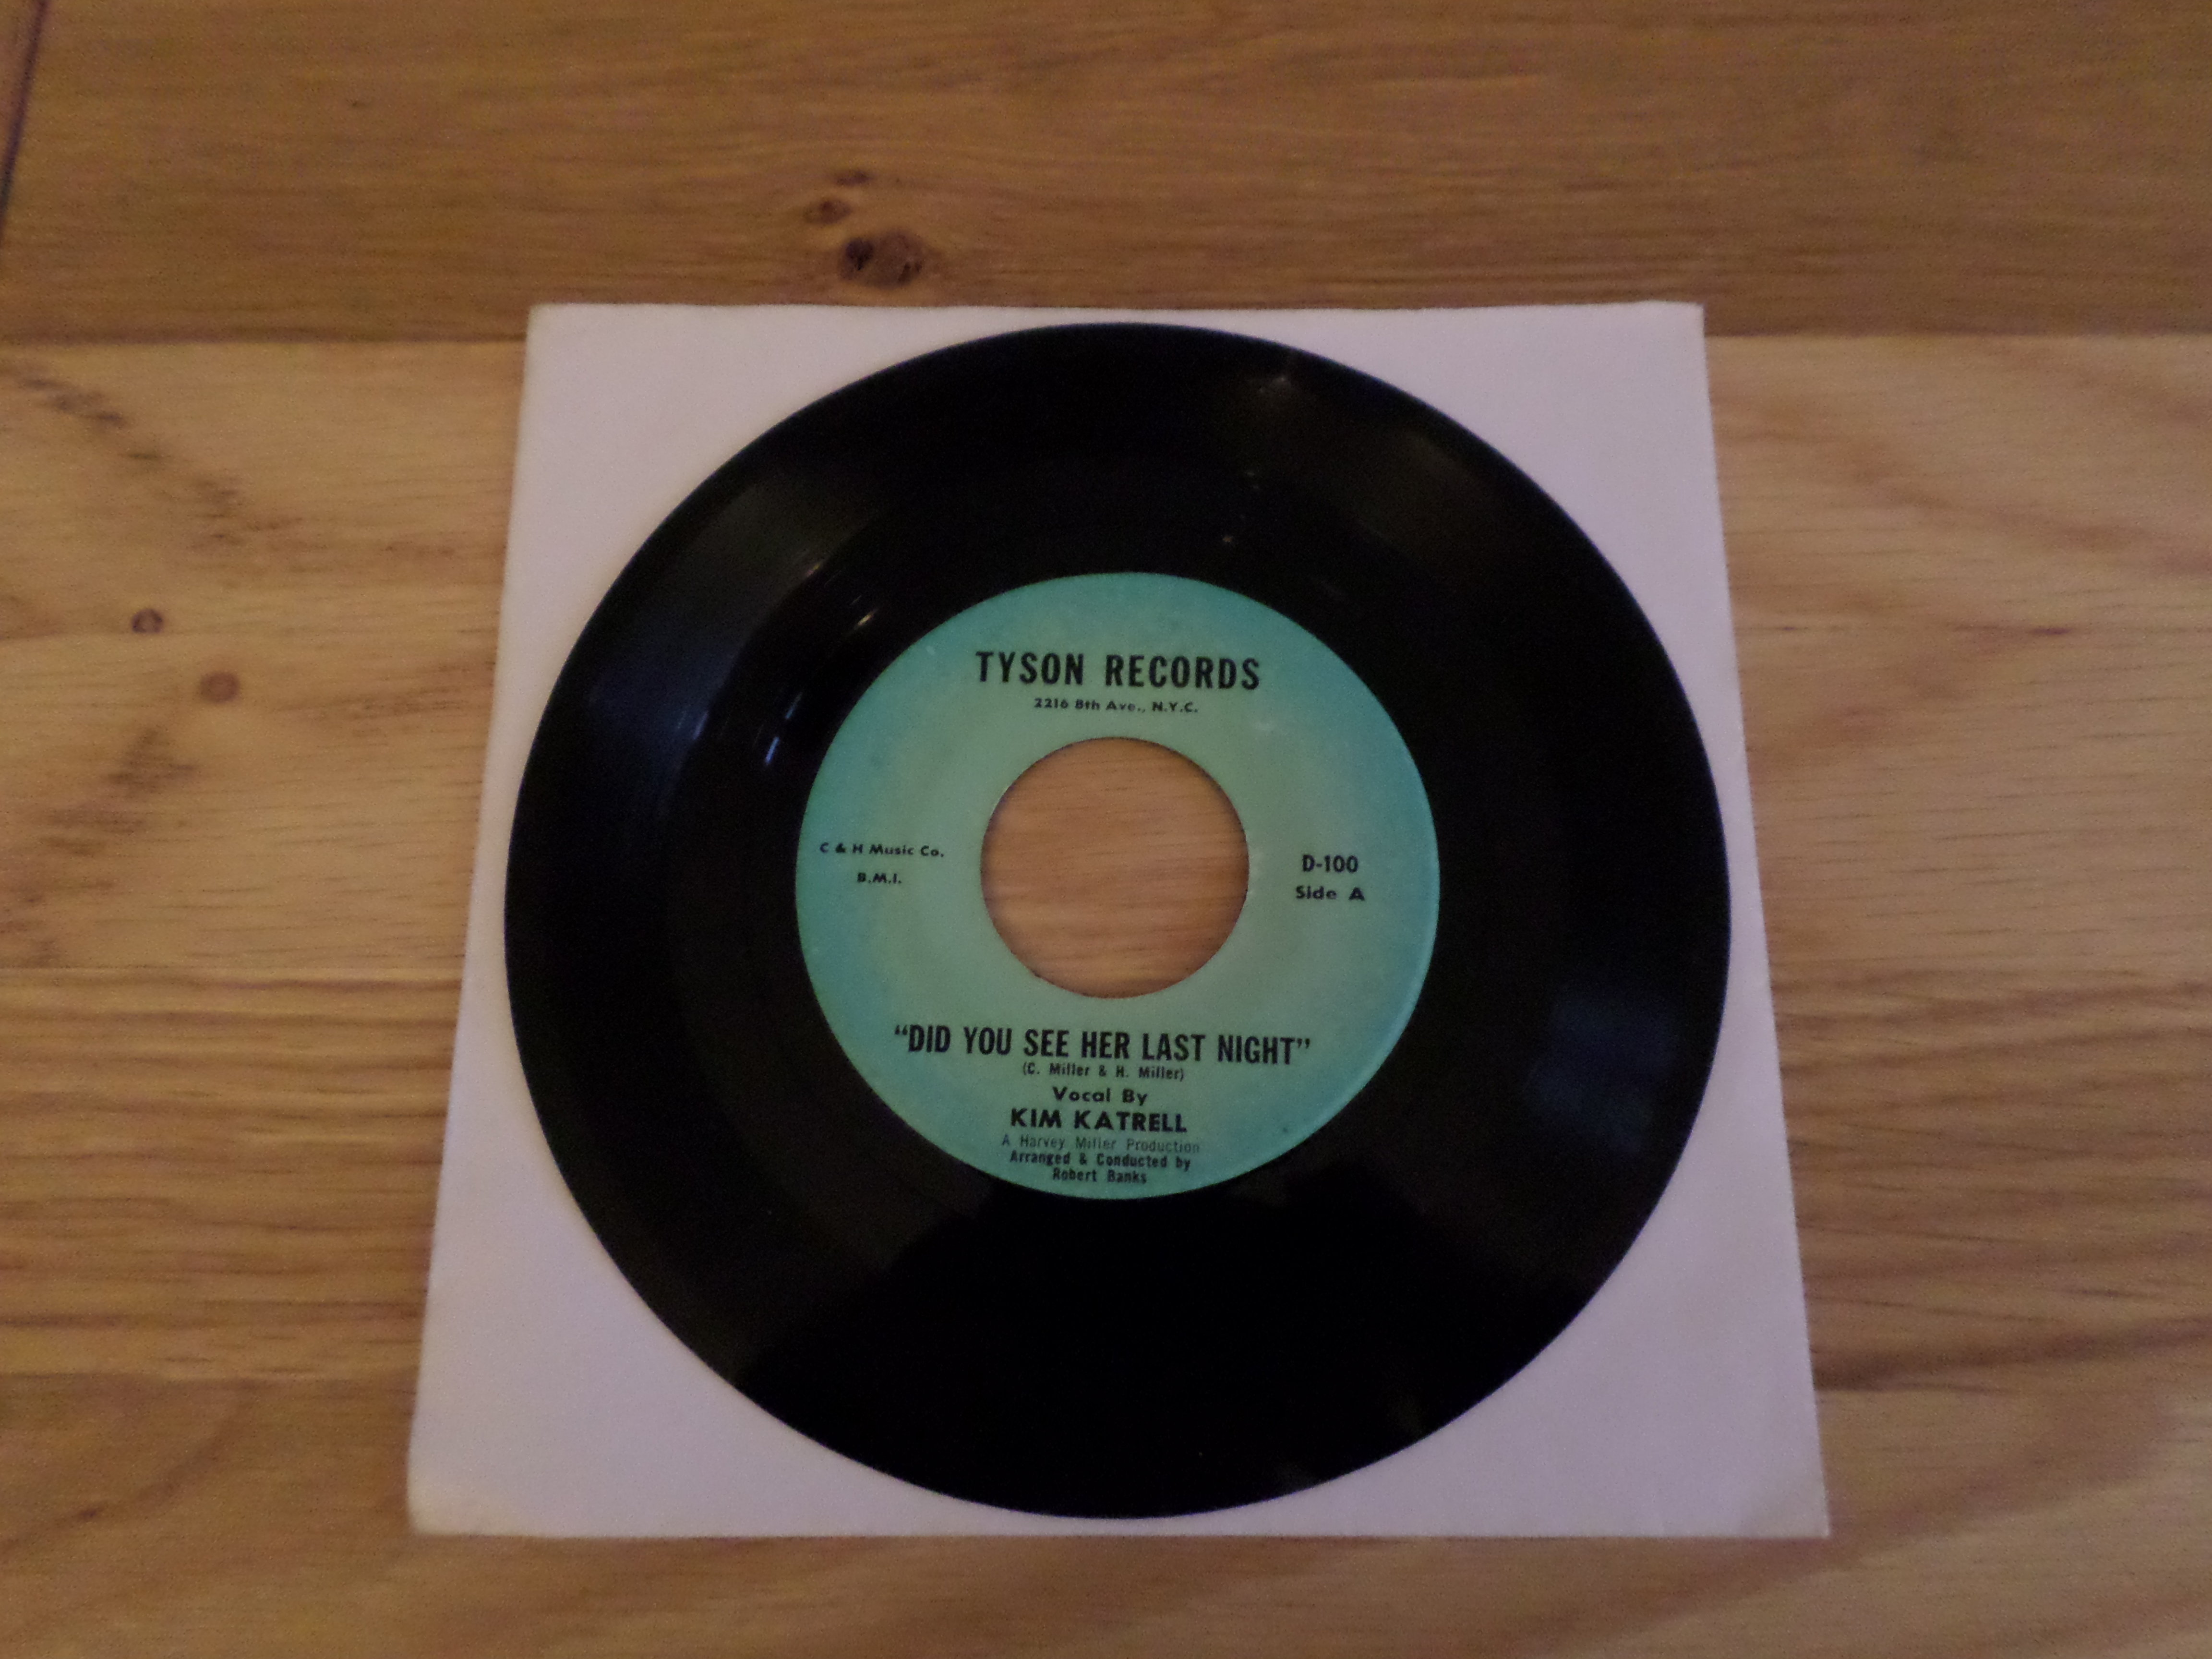 TYSON RECORDS
2216 8th Ave., N.Y.C.
C & H Music Co.
B.M.I.
D-100
Side A
“DID YOU SEE HER LAST NIGHT”
(C. Miller & H. Miller)
Vocal By
KIM KATRELL
A Harvey Miller Production
Arranged & Conducted by
Robert Banks